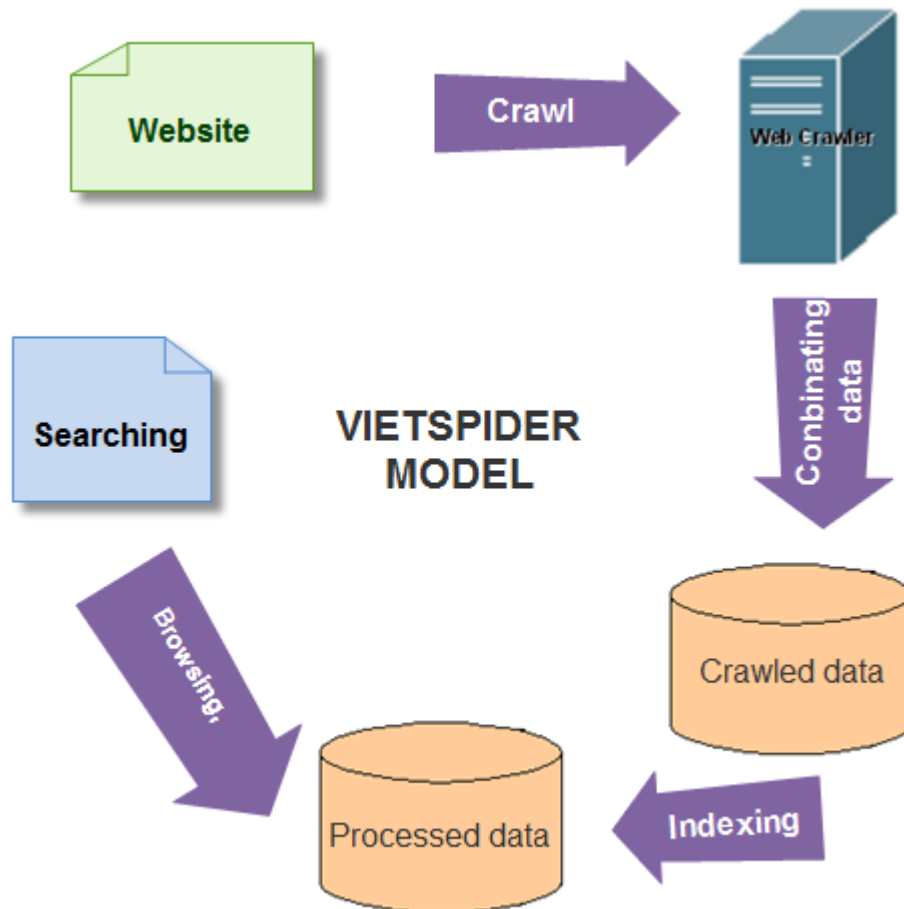 Website
Crawl
Web Crawler
Conbinating
data
Searching
VIETSPIDER
MODEL
Browsing,
Crawled data
Indexing
Processed data